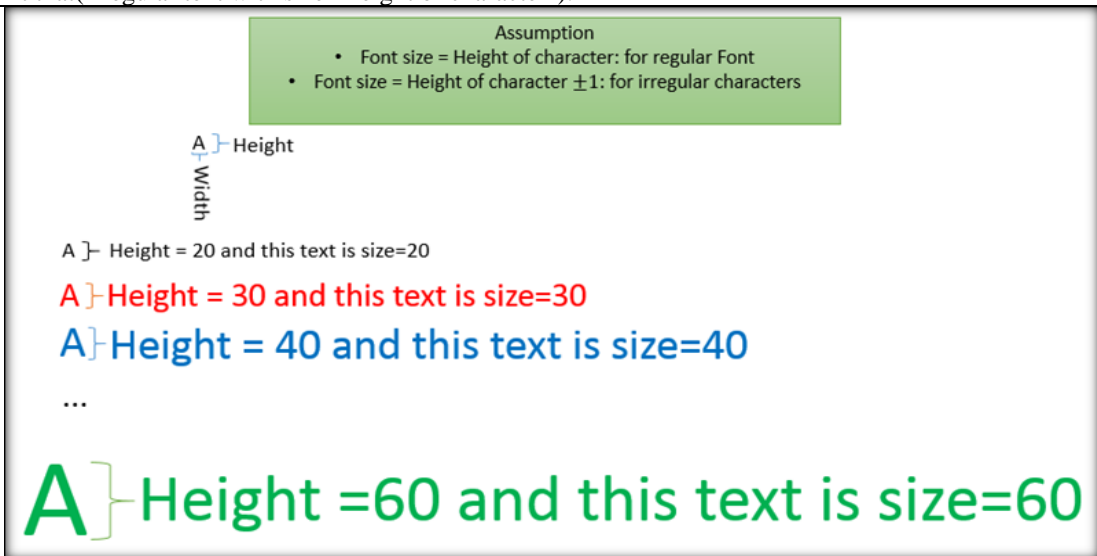 Assumption
• Font size = Height of character: for regular Font
• Font size = Height of character ±1: for irregular characters
A Height
Width
A Height = 20 and this text is size=20
A Height = 30 and this text is size=30
A Height = 40 and this text is size=40
...
A Height =60 and this text is size=60